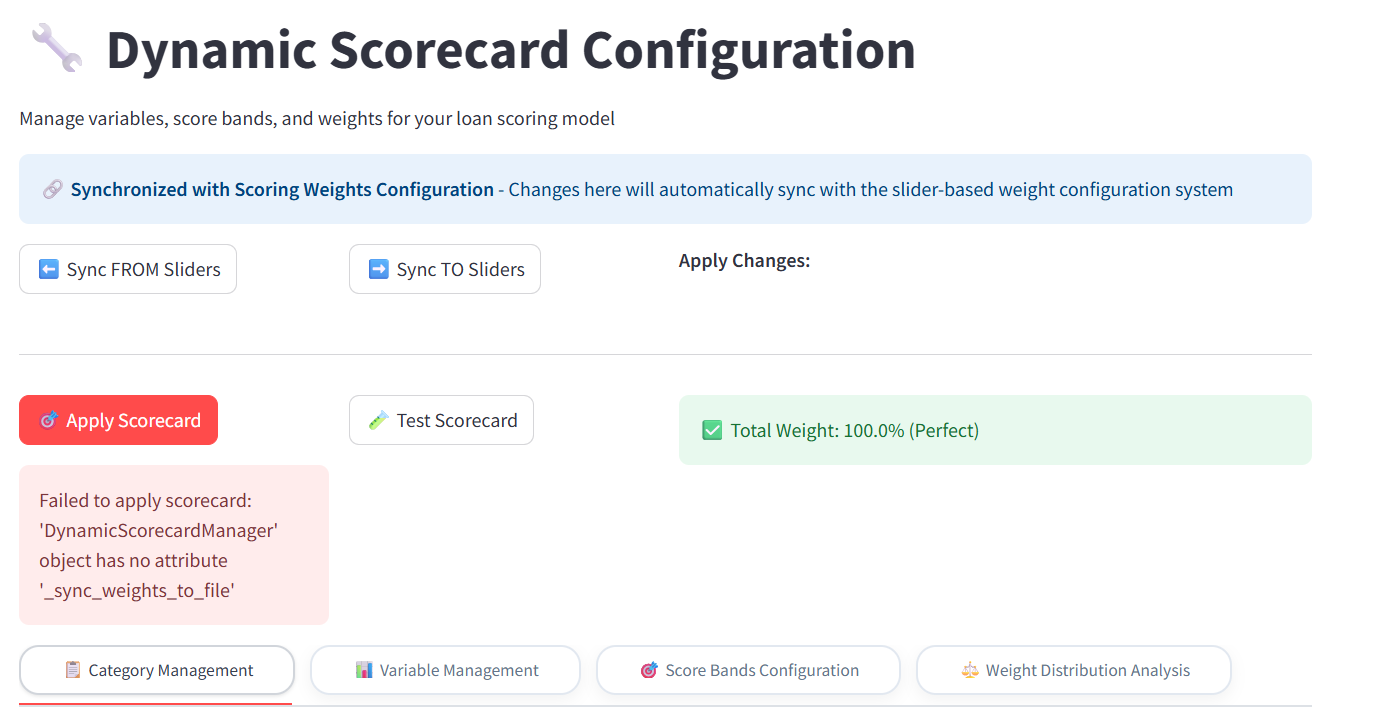 🔧 Dynamic Scorecard Configuration
Manage variables, score bands, and weights for your loan scoring model
🔗 Synchronized with Scoring Weights Configuration - Changes here will automatically sync with the slider-based weight configuration system
⬅️ Sync FROM Sliders
➡️ Sync TO Sliders
Apply Changes:
🎯 Apply Scorecard
🧪 Test Scorecard
✅ Total Weight: 100.0% (Perfect)
Failed to apply scorecard:
'DynamicScorecardManager'
object has no attribute
'_sync_weights_to_file'
📋 Category Management
📊 Variable Management
🎯 Score Bands Configuration
⚖️ Weight Distribution Analysis